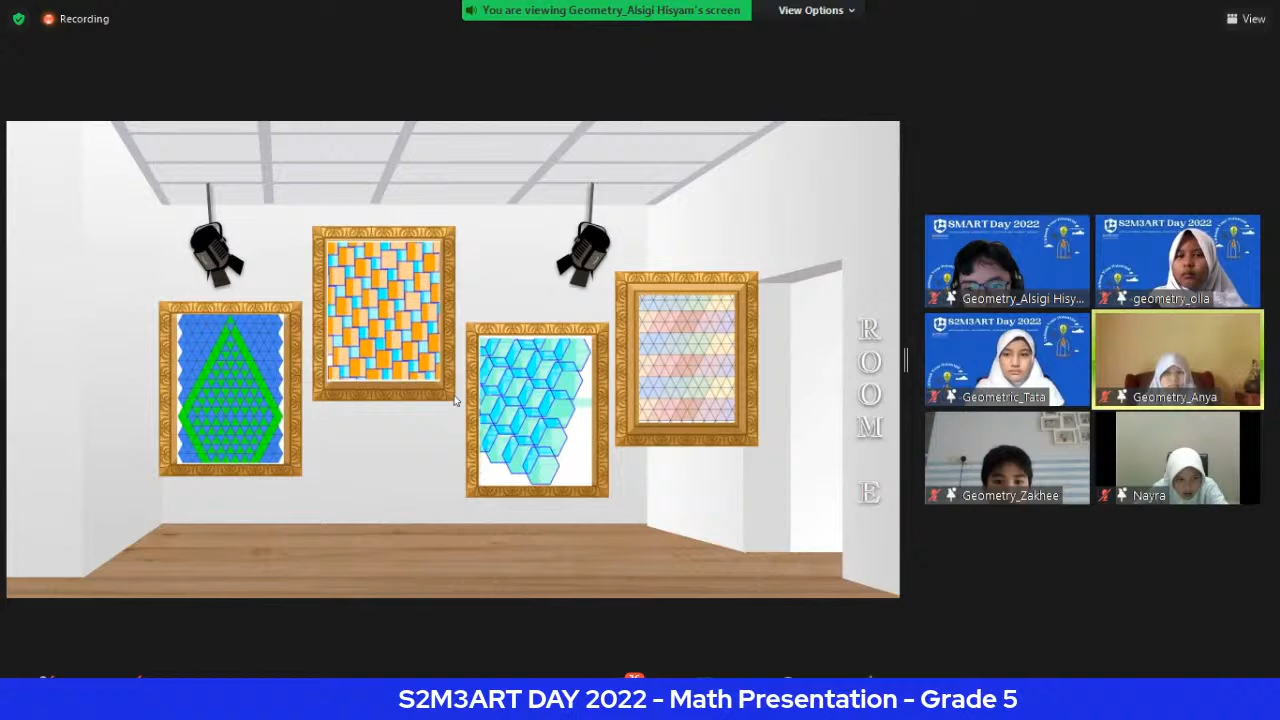 Recording
You are viewing Geometry_Alsigi Hisyam's screen
View Options
View
SMART Day 2022
S2M3ART Day 2022
Geometry_Alsigi Hisy...
geometry_olla
S2M3ART Day 2022
Geometric_Tata
Geometry_Anya
Geometry_Zakhee
Nayra
ROOM E
S2M3ART DAY 2022 - Math Presentation - Grade 5